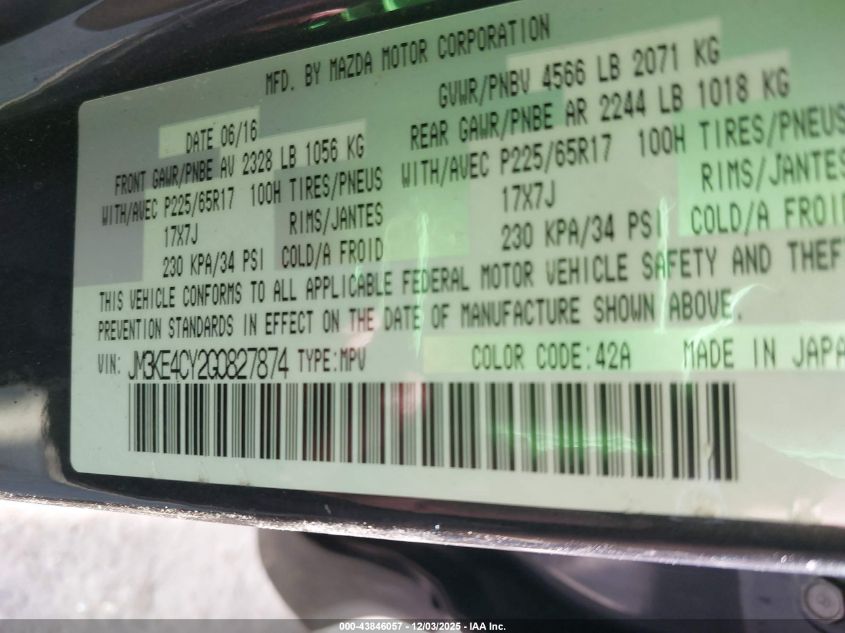 MFD. BY MAZDA MOTOR CORPORATION
DATE 06/16
GVWR/PNBV 4566 LB 2071 KG
FRONT GAWR/PNBE AV 2328 LB 1056 KG
REAR GAWR/PNBE AR 2244 LB 1018 KG
WITH/AVEC P225/65R17 100H TIRES/PNEUS
WITH/AVEC P225/65R17 100H TIRES/PNEUS
17X7J RIMS/JANTES
17X7J RIMS/JANTES
230 KPA/34 PSI COLD/A FROID
230 KPA/34 PSI COLD/A FROID
THIS VEHICLE CONFORMS TO ALL APPLICABLE FEDERAL MOTOR VEHICLE SAFETY AND THEFT
PREVENTION STANDARDS IN EFFECT ON THE DATE OF MANUFACTURE SHOWN ABOVE.
VIN: JM3KE4CY2G0827874 TYPE:MPV COLOR CODE:42A MADE IN JAPA
000-43846057 - 12/03/2025 - IAA Inc.